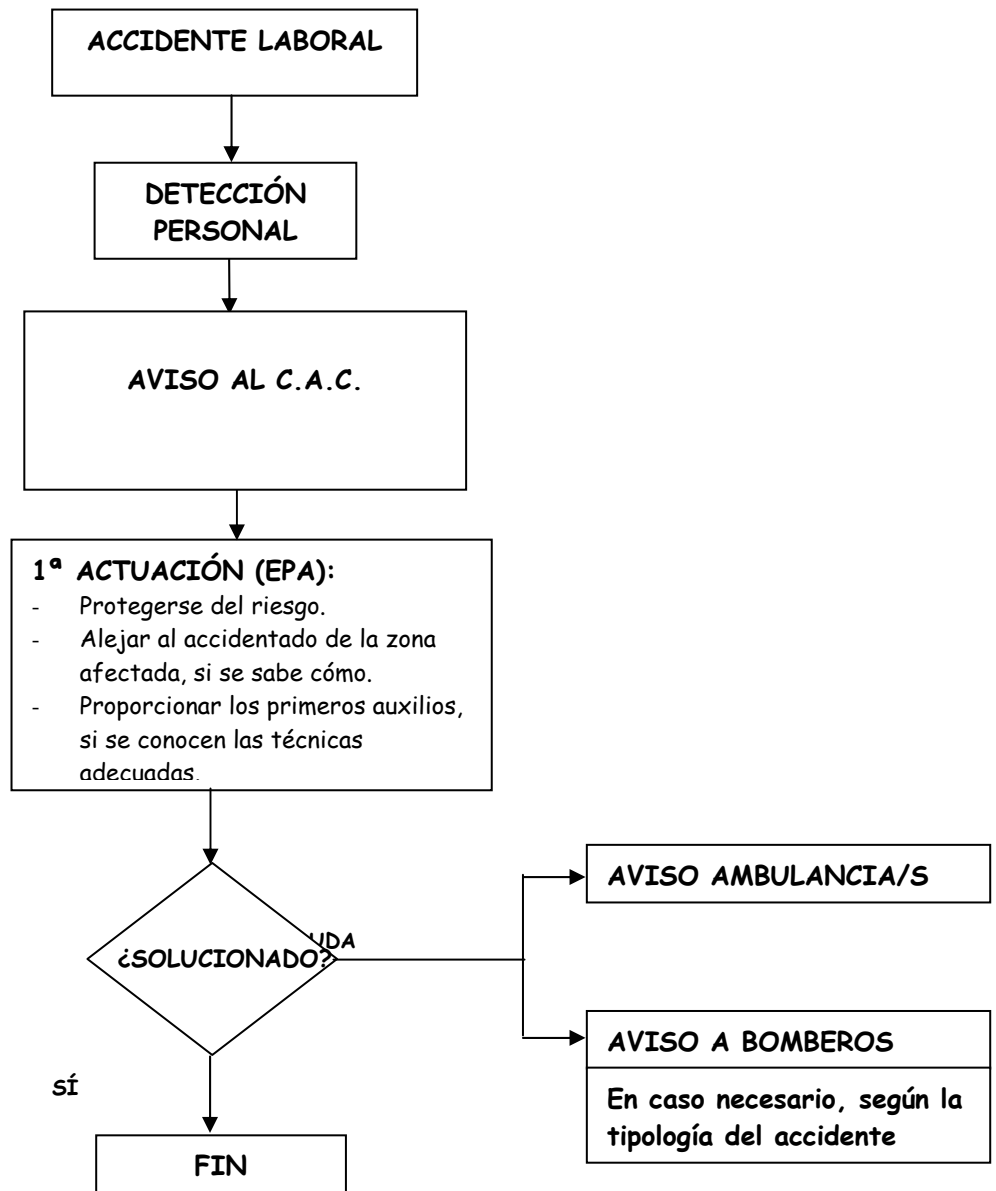 ACCIDENTE LABORAL
DETECCIÓN
PERSONAL
AVISO AL C.A.C.
1ª ACTUACIÓN (EPA):
- Protegerse del riesgo.
- Alejar al accidentado de la zona
afectada, si se sabe cómo.
- Proporcionar los primeros auxilios,
si se conocen las técnicas
adecuadas.
¿SOLUCIONADO?
SÍ
FIN
AVISO AMBULANCIA/S
AVISO A BOMBEROS
En caso necesario, según la
tipología del accidente